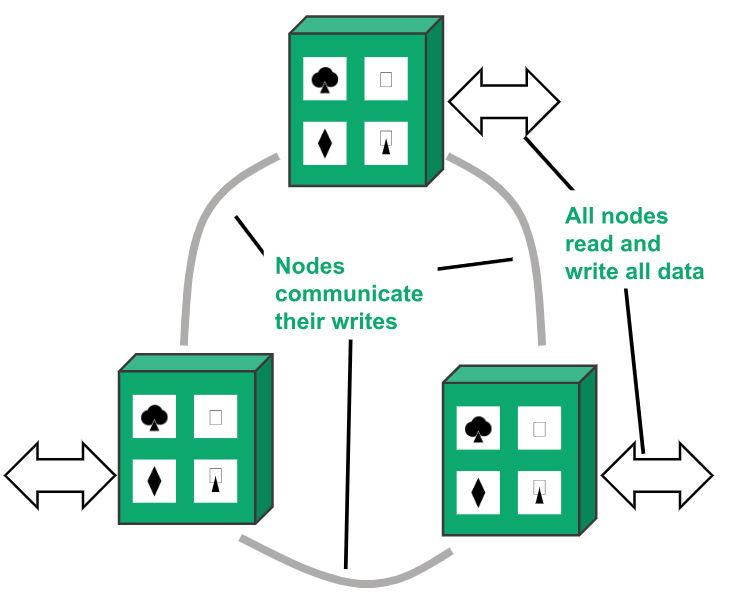 All nodes
read and
write all data
Nodes
communicate
their writes